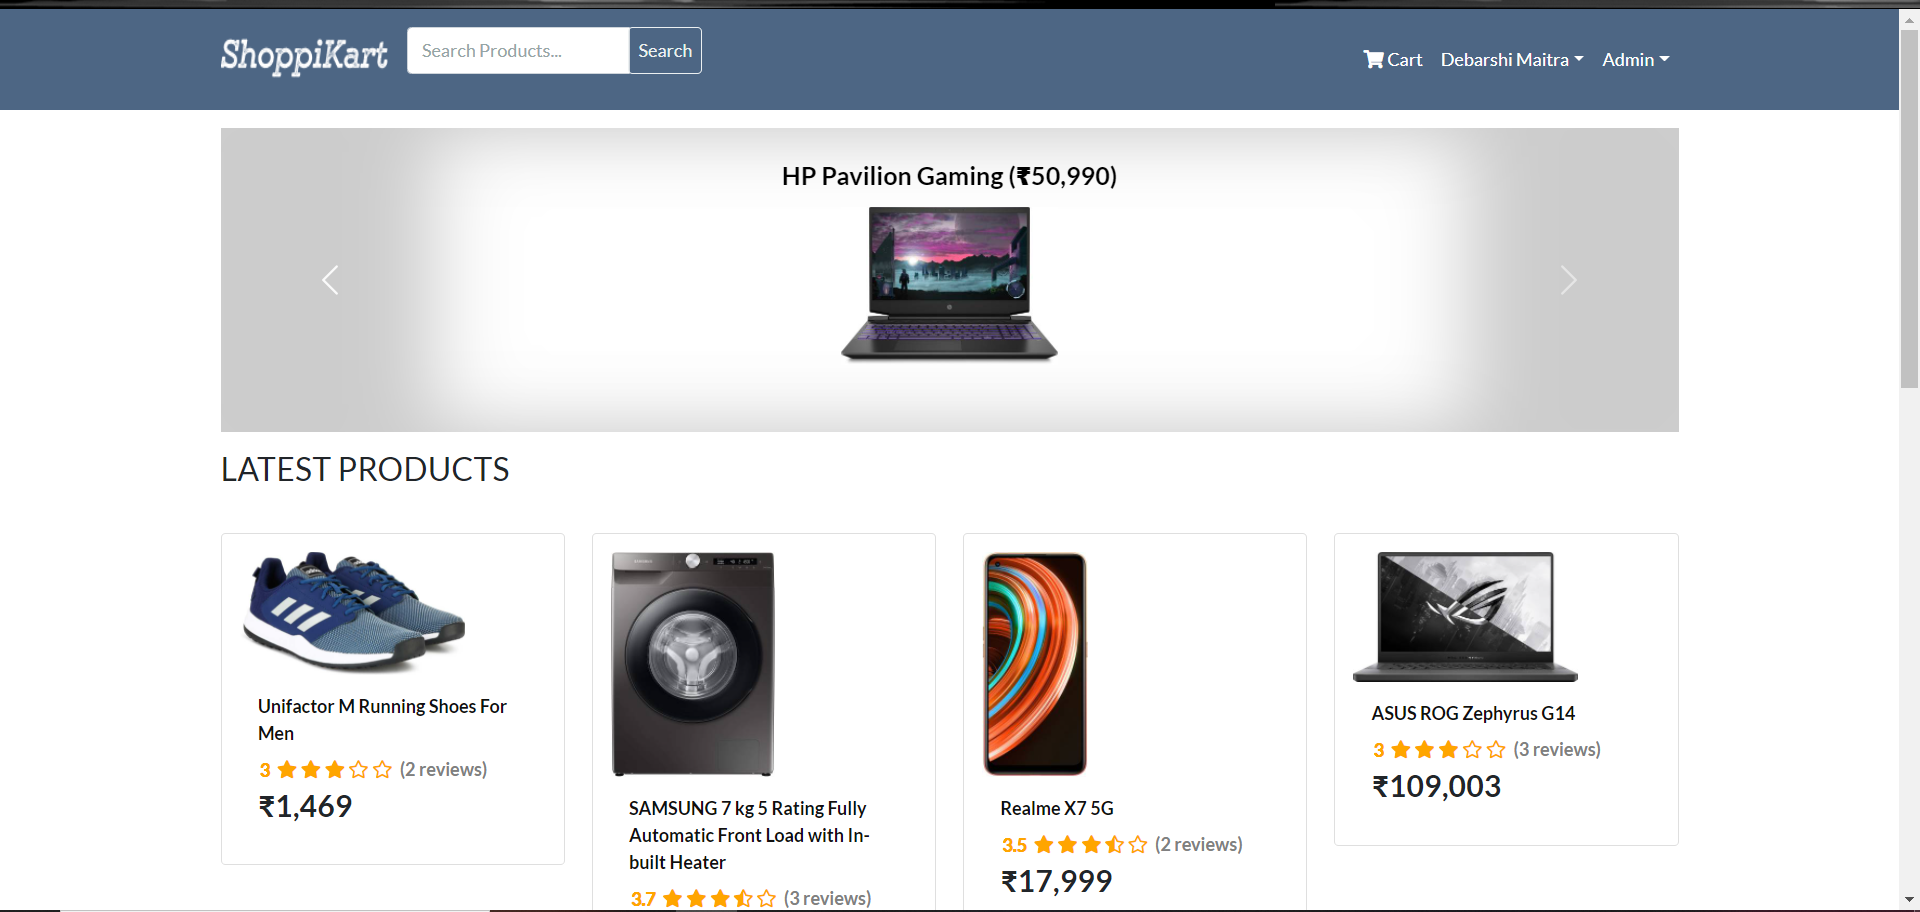 ShoppiKart
Search Products...
Search
Cart
Debarshi Maitra
Admin
HP Pavilion Gaming (₹50,990)
LATEST PRODUCTS
Unifactor M Running Shoes For
Men
3 (2 reviews)
₹1,469
SAMSUNG 7 kg 5 Rating Fully
Automatic Front Load with In-
built Heater
3.7 (3 reviews)
Realme X7 5G
3.5 (2 reviews)
₹17,999
ASUS ROG Zephyrus G14
3 (3 reviews)
₹109,003